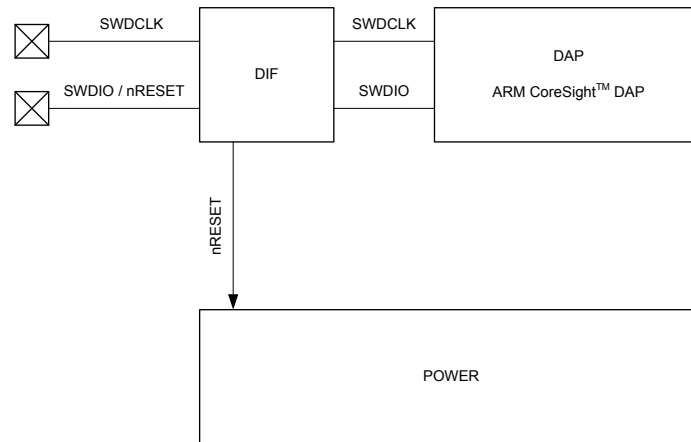 SWDCLK
SWDCLK
DAP
DIF
ARM CoreSight™ DAP
SWDIO / nRESET
SWDIO
nRESET
POWER